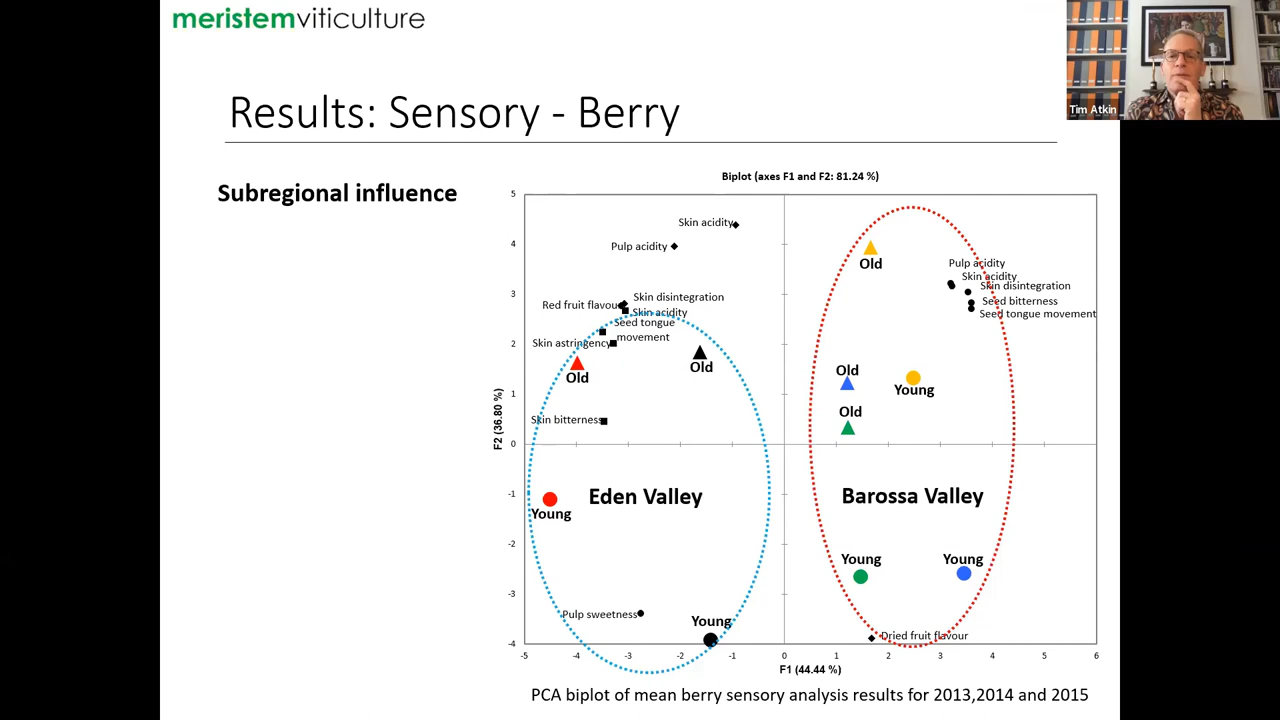 meristemviticulture
Tim Atkin
Results: Sensory - Berry
Subregional influence
Biplot (axes F1 and F2: 81.24 %)
5
4
3
2
1
0
-1
-2
-3
-4
F2 (36.80 %)
Skin acidity
Pulp acidity
Red fruit flavour
Skin disintegration
Skin acidity
Seed tongue
movement
Skin astringency
Old
Old
Skin bitterness
Eden Valley
Young
Pulp sweetness
Young
Old
Pulp acidity
Skin acidity
Skin disintegration
Seed bitterness
Seed tongue movement
Old
Young
Old
Barossa Valley
Young
Young
Dried fruit flavour
-5
-4
-3
-2
-1
0
1
2
3
4
5
6
F1 (44.44 %)
PCA biplot of mean berry sensory analysis results for 2013,2014 and 2015